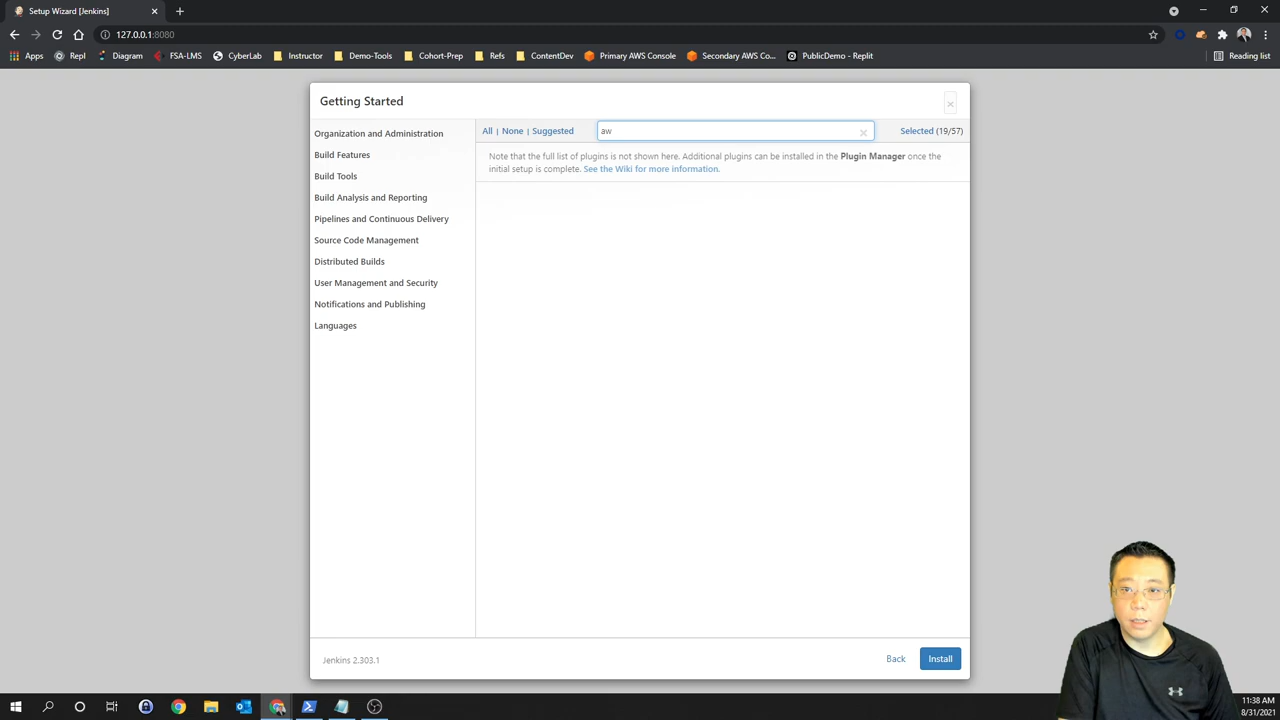 Setup Wizard [Jenkins]
127.0.0.1:8080
Apps
Repl
Diagram
FSA-LMS
CyberLab
Instructor
Demo-Tools
Cohort-Prep
Refs
ContentDev
Primary AWS Console
Secondary AWS Co...
PublicDemo - Replit
Reading list
Getting Started
Organization and Administration
Build Features
Build Tools
Build Analysis and Reporting
Pipelines and Continuous Delivery
Source Code Management
Distributed Builds
User Management and Security
Notifications and Publishing
Languages
All | None | Suggested
aw
Selected (19/57)
Note that the full list of plugins is not shown here. Additional plugins can be installed in the Plugin Manager once the
initial setup is complete. See the Wiki for more information.
Jenkins 2.303.1
Back
Install
11:38 AM
8/31/2021